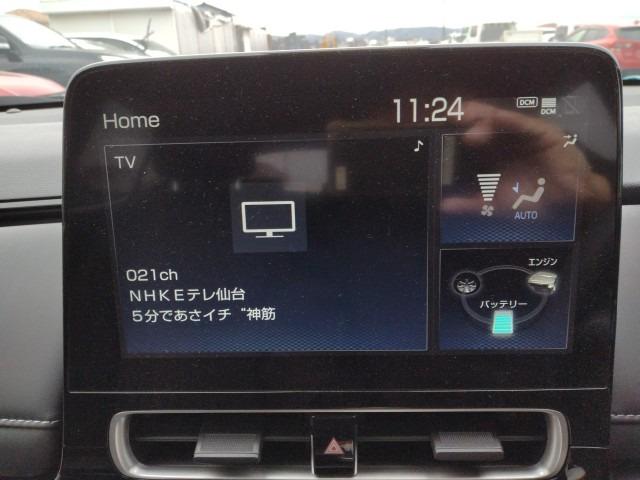 Home
11:24
DCM
DCM
TV
021ch
NHKEテレ仙台
5分であさイチ“神筋
AUTO
エンジン
バッテリー